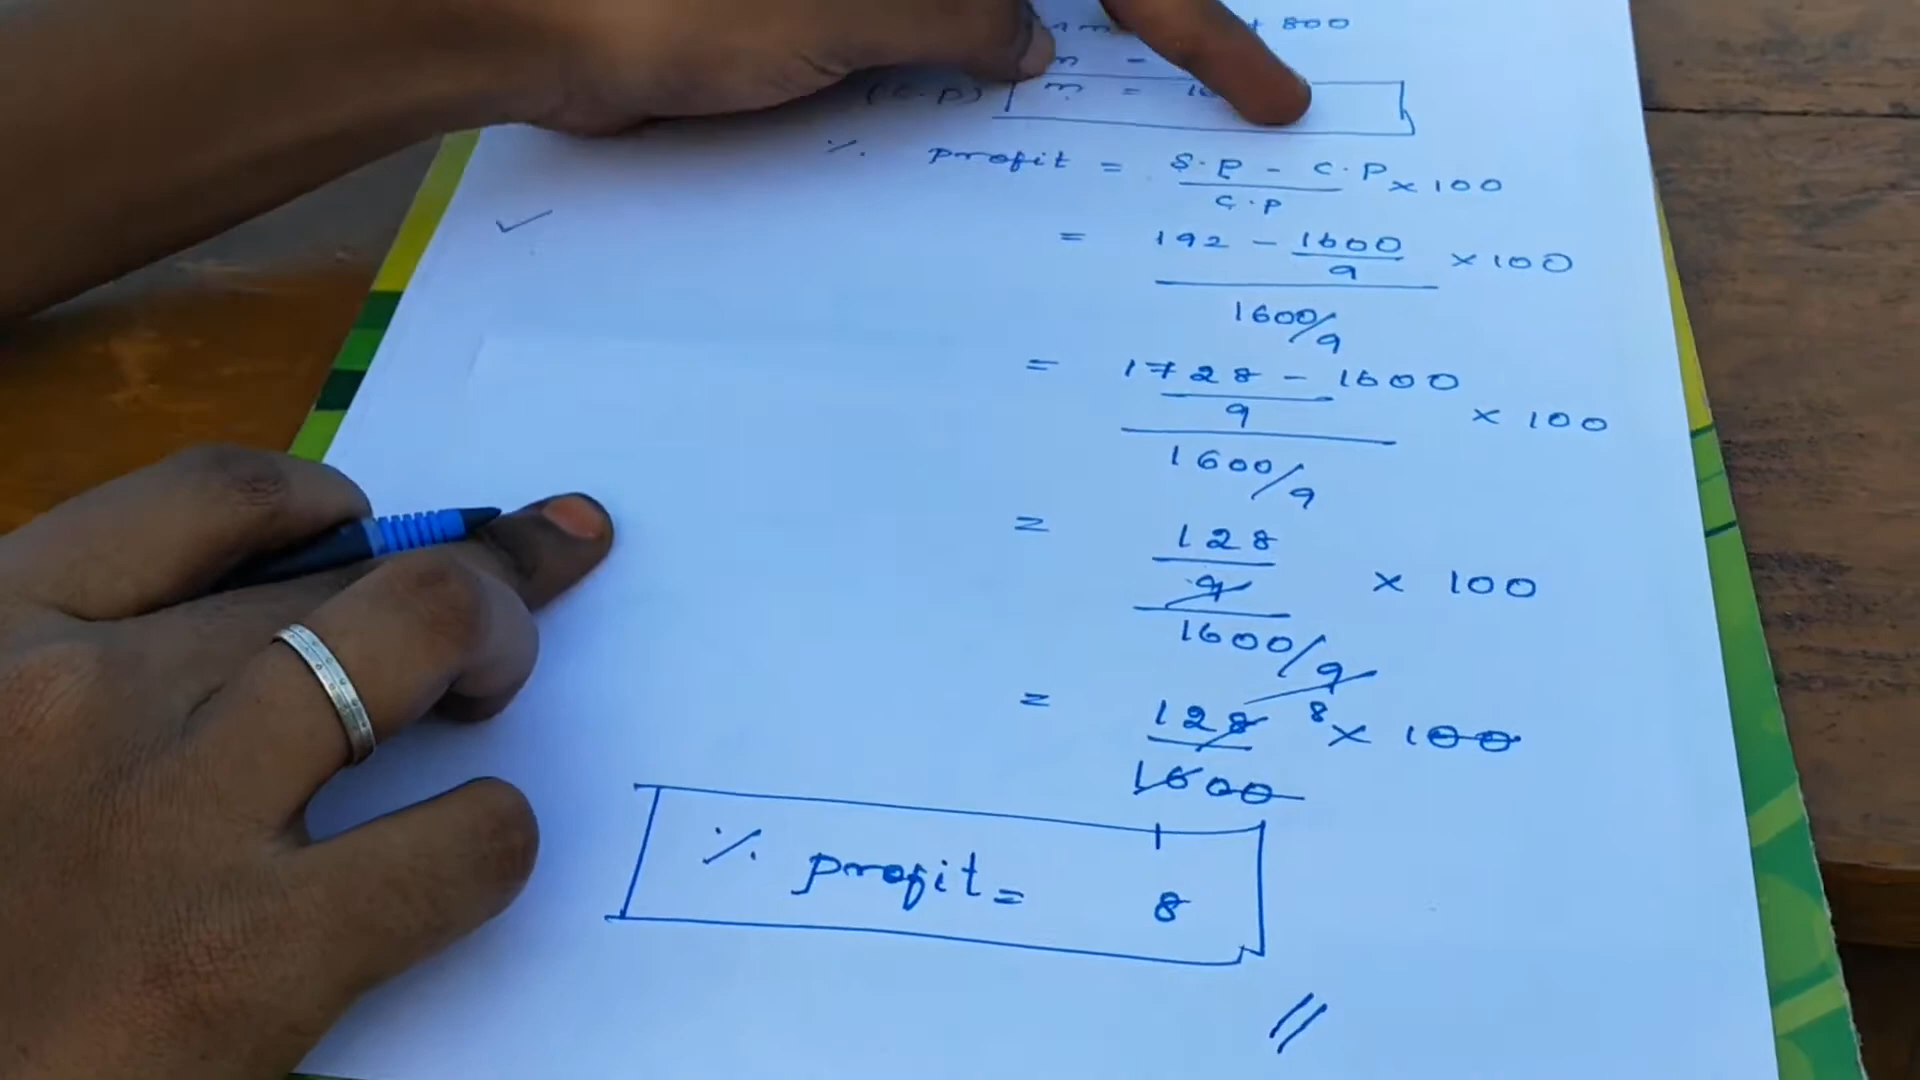 800
m -
(C.P) m = 16
% profit = S.P - C.P / C.P × 100
= 192 - 1600/9 / 1600/9 × 100
= 1728 - 1600 / 9 / 1600/9 × 100
= 128 / 9 / 1600/9 × 100
= 128 / 1600 8 × 100
% profit = 8